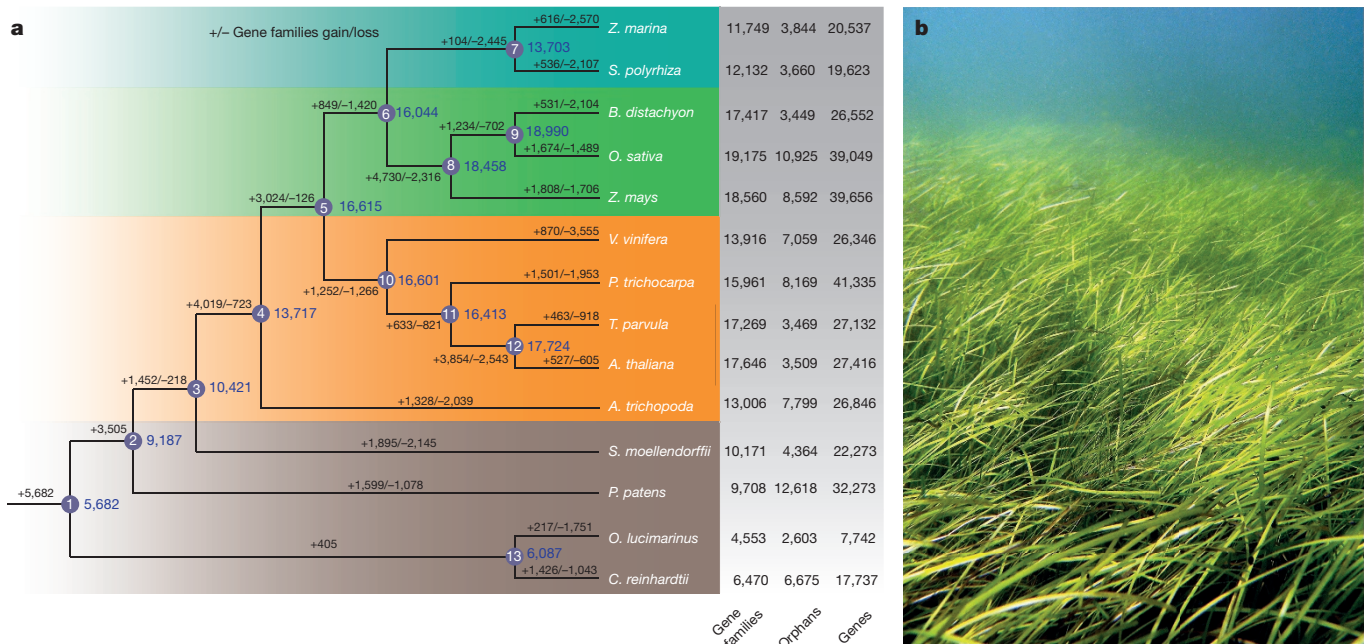 a
+/– Gene families gain/loss
+616/–2,570
Z. marina 11,749 3,844 20,537
+104/–2,445
7 13,703
+536/–2,107
S. polyrhiza 12,132 3,660 19,623
+849/–1,420
6 16,044
+531/–2,104
B. distachyon 17,417 3,449 26,552
+1,234/–702
9 18,990
+1,674/–1,489
O. sativa 19,175 10,925 39,049
8 18,458
+4,730/–2,316
+1,808/–1,706
Z. mays 18,560 8,592 39,656
+3,024/–126
5 16,615
+870/–3,555
V. vinifera 13,916 7,059 26,346
10 16,601
+1,252/–1,266
+1,501/–1,953
P. trichocarpa 15,961 8,169 41,335
+4,019/–723
4 13,717
11 16,413
+633/–821
+463/–918
T. parvula 17,269 3,469 27,132
12 17,724
+3,854/–2,543
+527/–605
A. thaliana 17,646 3,509 27,416
+1,452/–218
3 10,421
+1,328/–2,039
A. trichopoda 13,006 7,799 26,846
+3,505
2 9,187
+1,895/–2,145
S. moellendorffii 10,171 4,364 22,273
+1,599/–1,078
P. patens 9,708 12,618 32,273
+5,682
1 5,682
+217/–1,751
O. lucimarinus 4,553 2,603 7,742
+405
13 6,087
+1,426/–1,043
C. reinhardtii 6,470 6,675 17,737
Gene
families
Orphans
Genes
b